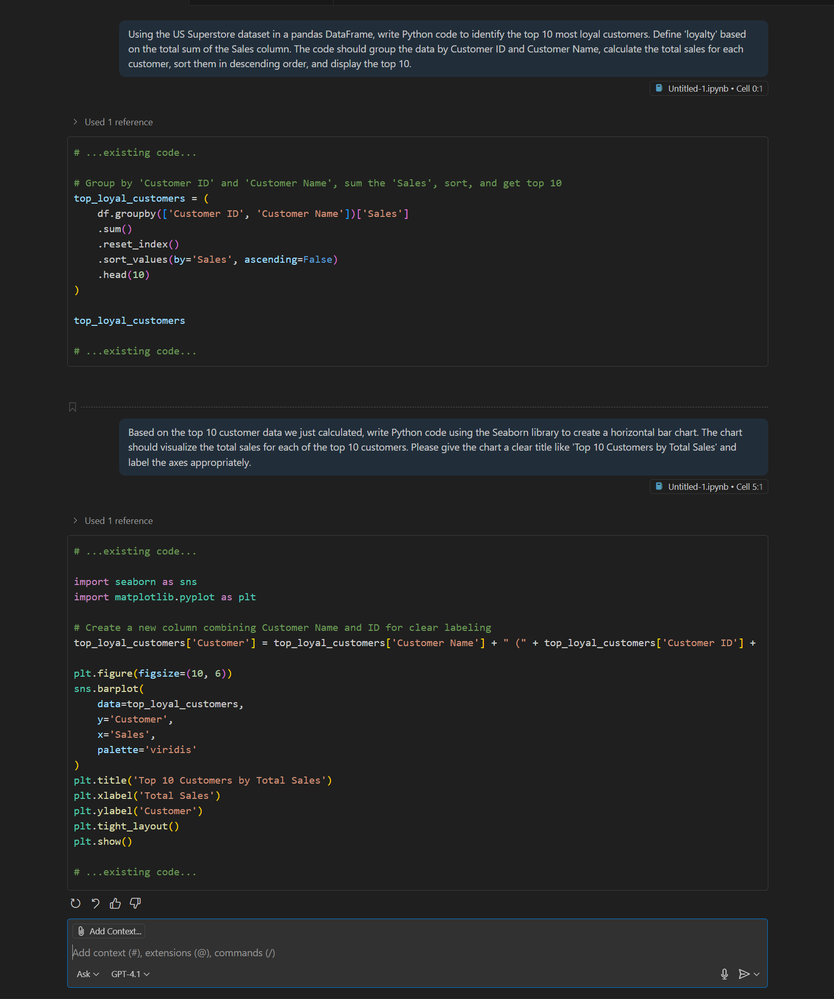 Using the US Superstore dataset in a pandas DataFrame, write Python code to identify the top 10 most loyal customers. Define 'loyalty' based
on the total sum of the Sales column. The code should group the data by Customer ID and Customer Name, calculate the total sales for each
customer, sort them in descending order, and display the top 10.
Untitled-1.ipynb • Cell 0:1
Used 1 reference
# ...existing code...
# Group by 'Customer ID' and 'Customer Name', sum the 'Sales', sort, and get top 10
top_loyal_customers = (
    df.groupby(['Customer ID', 'Customer Name'])['Sales']
    .sum()
    .reset_index()
    .sort_values(by='Sales', ascending=False)
    .head(10)
)
top_loyal_customers
# ...existing code...
Based on the top 10 customer data we just calculated, write Python code using the Seaborn library to create a horizontal bar chart. The chart
should visualize the total sales for each of the top 10 customers. Please give the chart a clear title like 'Top 10 Customers by Total Sales' and
label the axes appropriately.
Untitled-1.ipynb • Cell 5:1
Used 1 reference
# ...existing code...
import seaborn as sns
import matplotlib.pyplot as plt
# Create a new column combining Customer Name and ID for clear labeling
top_loyal_customers['Customer'] = top_loyal_customers['Customer Name'] + " (" + top_loyal_customers['Customer ID'] +
plt.figure(figsize=(10, 6))
sns.barplot(
    data=top_loyal_customers,
    y='Customer',
    x='Sales',
    palette='viridis'
)
plt.title('Top 10 Customers by Total Sales')
plt.xlabel('Total Sales')
plt.ylabel('Customer')
plt.tight_layout()
plt.show()
# ...existing code...
Add Context...
Add context (#), extensions (@), commands (/)
Ask GPT-4.1